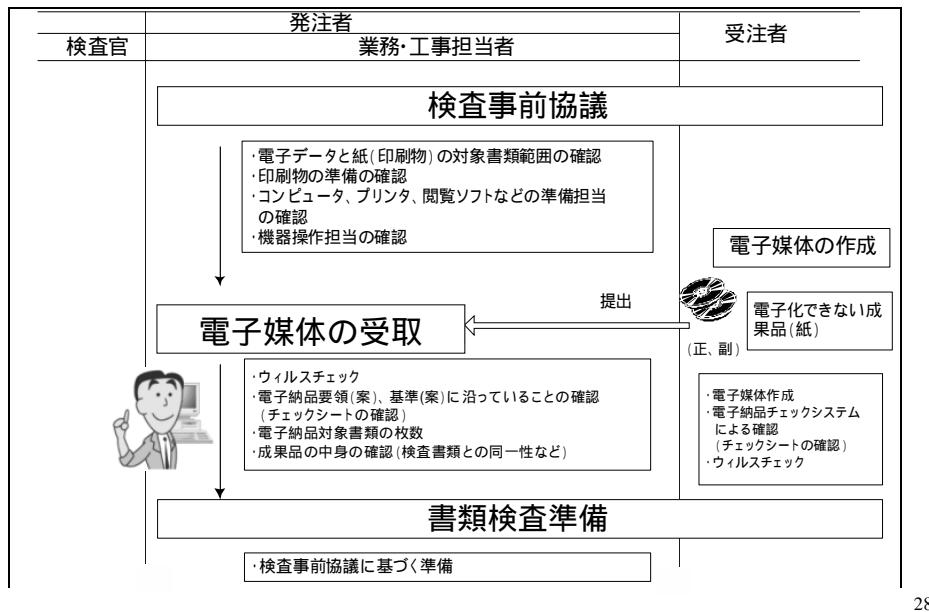 発注者
受注者
検査官
業務・工事担当者
検査事前協議
・電子データと紙(印刷物)の対象書類範囲の確認
・印刷物の準備の確認
・コンピュータ、プリンタ、閲覧ソフトなどの準備担当
の確認
・機器操作担当の確認
電子媒体の作成
提出
電子化できない成
果品(紙)
電子媒体の受取
(正、副)
・ウィルスチェック
・電子納品要領(案)、基準(案)に沿っていることの確認
(チェックシートの確認)
・電子納品対象書類の枚数
・成果品の中身の確認(検査書類との同一性など)
・電子媒体作成
・電子納品チェックシステム
による確認
(チェックシートの確認)
・ウィルスチェック
書類検査準備
・検査事前協議に基づく準備
28